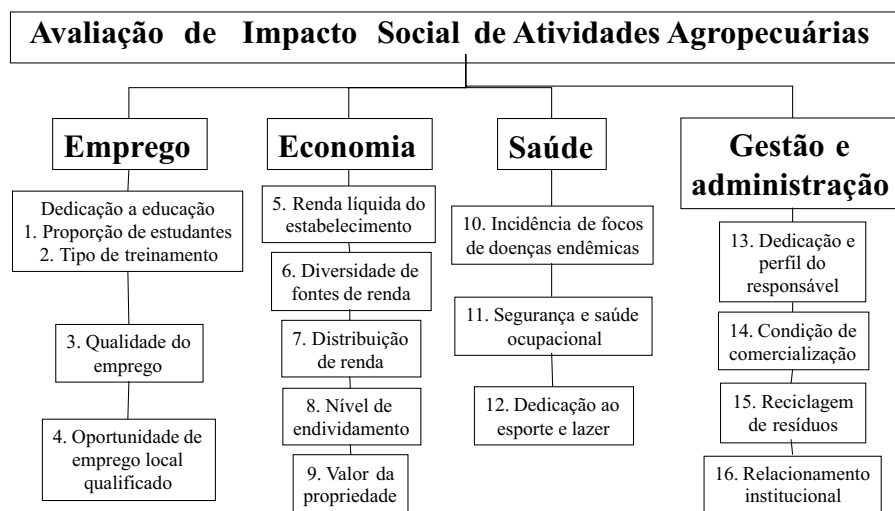 Avaliação de Impacto Social de Atividades Agropecuárias
Emprego
Dedicação a educação
1. Proporção de estudantes
2. Tipo de treinamento
3. Qualidade do
emprego
4. Oportunidade de
emprego local
qualificado
Economia
5. Renda líquida do
estabelecimento
6. Diversidade de
fontes de renda
7. Distribuição
de renda
8. Nível de
endividamento
9. Valor da
propriedade
Saúde
10. Incidência de focos
de doenças endêmicas
11. Segurança e saúde
ocupacional
12. Dedicação ao
esporte e lazer
Gestão e
administração
13. Dedicação e
perfil do
responsável
14. Condição de
comercialização
15. Reciclagem
de resíduos
16. Relacionamento
institucional